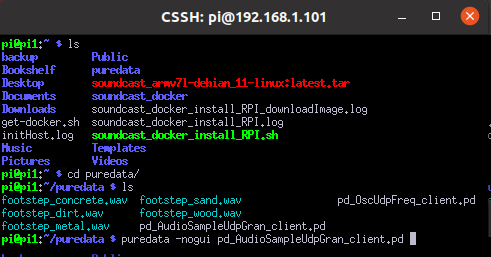 CSSH: pi@192.168.1.101
pi@pi1:~ $ ls
backup Public
Bookshelf puredata
Desktop soundcast_armv7l-debian_11-linux:latest.tar
Documents soundcast_docker
Downloads soundcast_docker_install_RPI_downloadImage.log
get-docker.sh soundcast_docker_install_RPI.log
initHost.log soundcast_docker_install_RPI.sh
Music Templates
Pictures Videos
pi@pi1:~ $ cd puredata/
pi@pi1:~/puredata $ ls
footstep_concrete.wav footstep_sand.wav pd_OscUdpFreq_client.pd
footstep_dirt.wav footstep_wood.wav
footstep_metal.wav pd_AudioSampleUdpGran_client.pd
pi@pi1:~/puredata $ puredata -nogui pd_AudioSampleUdpGran_client.pd